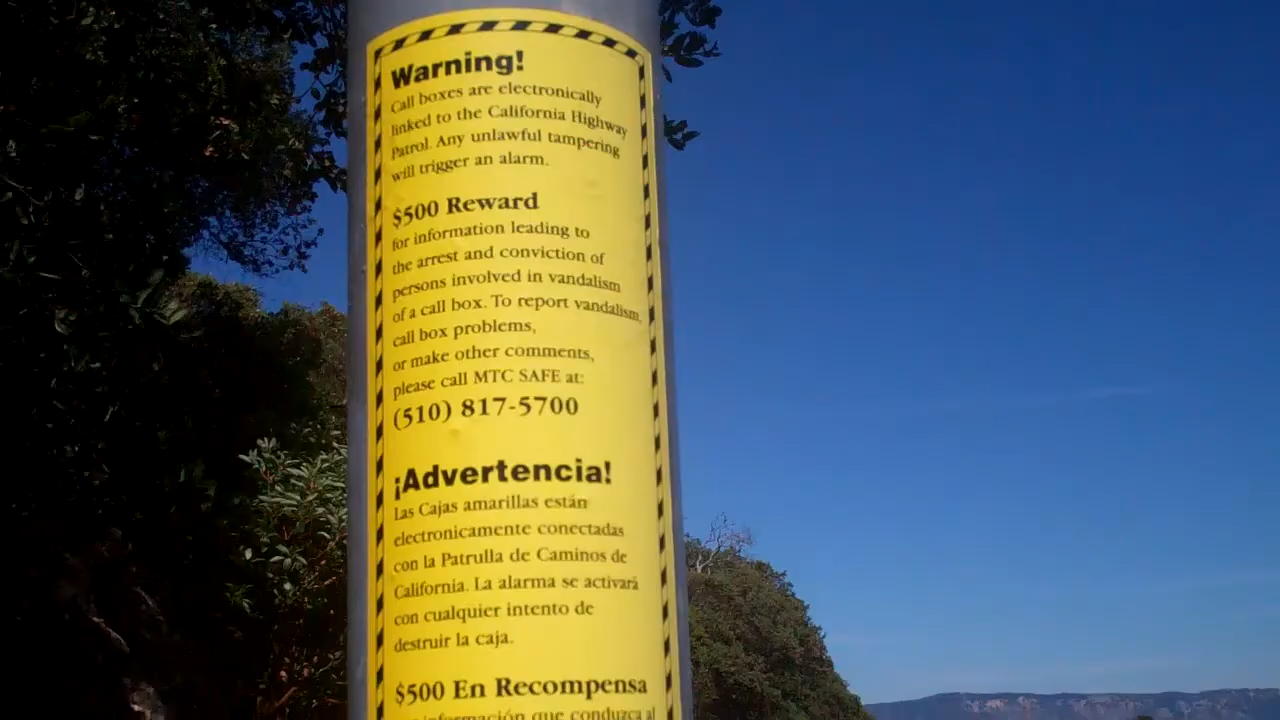 Warning!
Call boxes are electronically
linked to the California Highway
Patrol. Any unlawful tampering
will trigger an alarm.
$500 Reward
for information leading to
the arrest and conviction of
persons involved in vandalism
of a call box. To report vandalism,
call box problems,
or make other comments,
please call MTC SAFE at:
(510) 817-5700
¡Advertencia!
Las Cajas amarillas están
electronicamente conectadas
con la Patrulla de Caminos de
California. La alarma se activará
con cualquier intento de
destruir la caja.
$500 En Recompensa
información que conduzca al